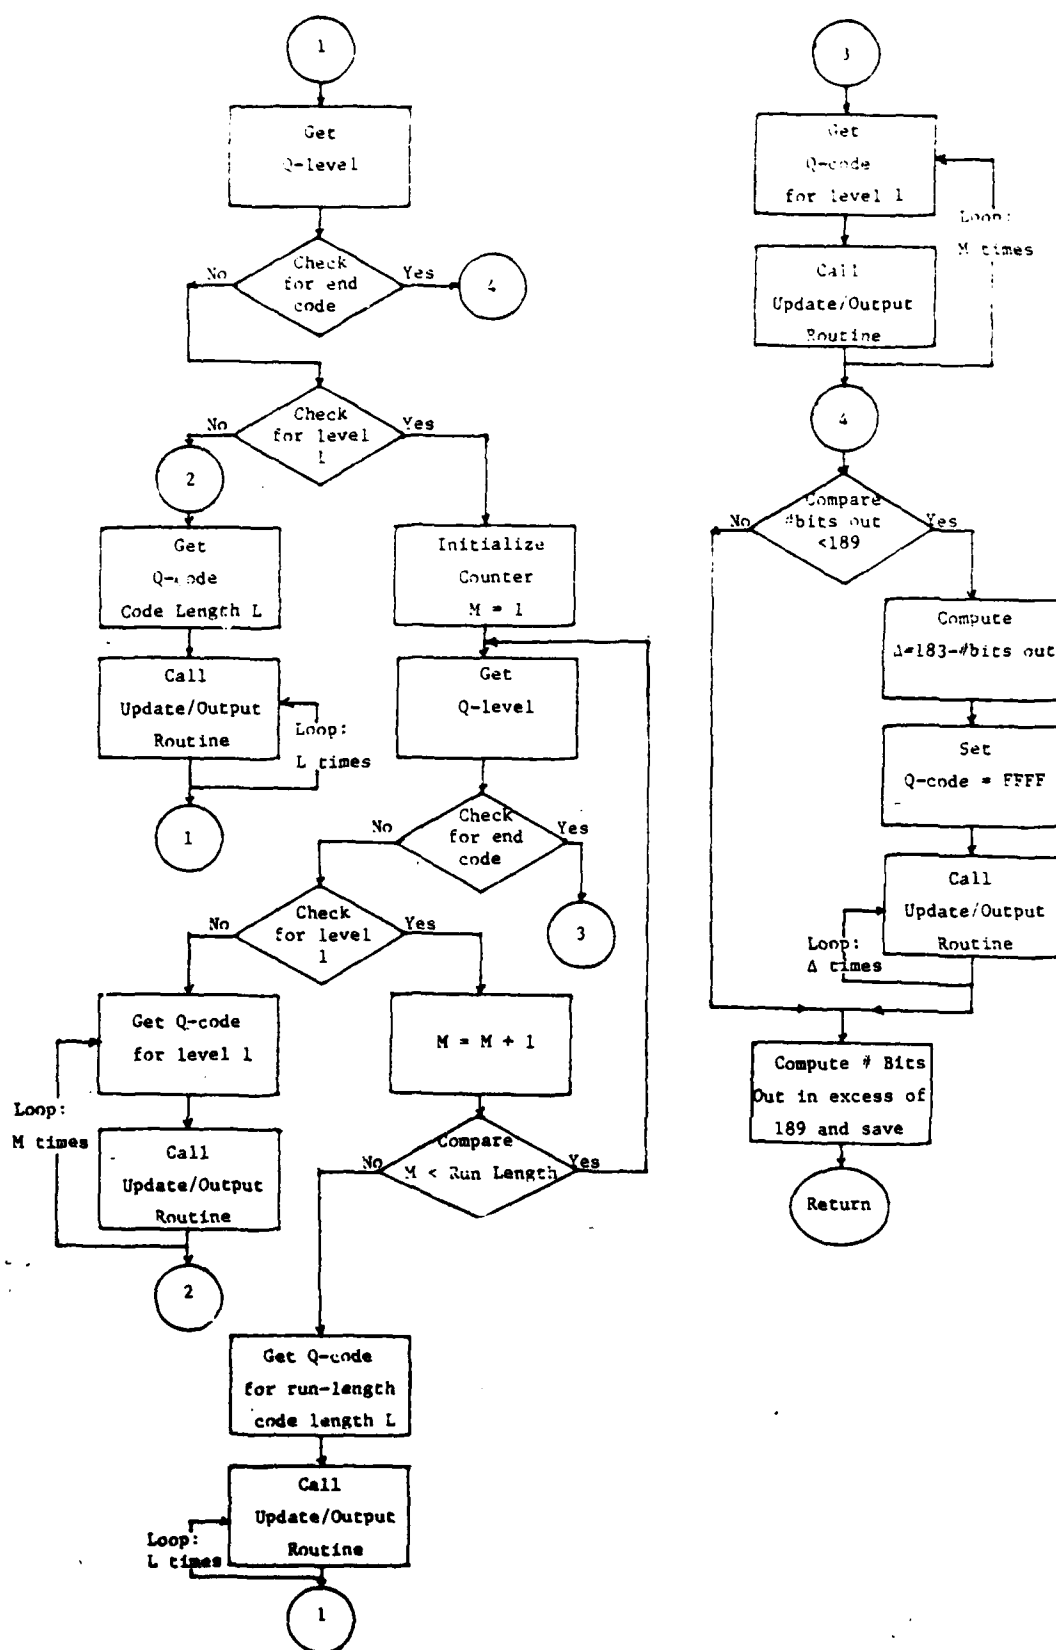 1
Get
Q-level
Check
for end
code
No
Yes
4
Check
for level
1
No
Yes
2
Get
Q-code
Code Length L
Call
Update/Output
Routine
Loop:
L times
1
Initialize
Counter
M = 1
Get
Q-level
Check
for end
code
No
Yes
3
Check
for level
1
No
Yes
Get Q-code
for level 1
Loop:
M times
Call
Update/Output
Routine
2
M = M + 1
Compare
M < Run Length
No
Yes
Get Q-code
for run-length
code length L
Call
Update/Output
Routine
Loop:
L times
1
3
Get
Q-code
for level 1
Loop:
M times
Call
Update/Output
Routine
4
Compare
#bits out
<189
No
Yes
Compute
Δ=183-#bits out
Set
Q-code = FFFF
Call
Update/Output
Routine
Loop:
Δ times
Compute # Bits
Out in excess of
189 and save
Return